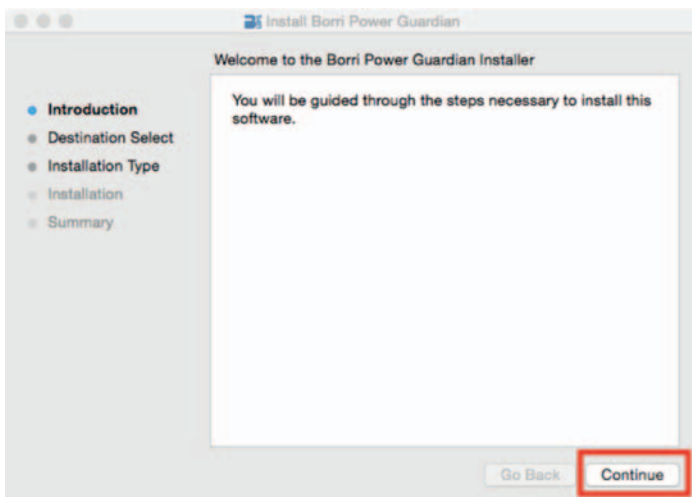 Install Borri Power Guardian
Welcome to the Borri Power Guardian Installer
Introduction
Destination Select
Installation Type
Installation
Summary
You will be guided through the steps necessary to install this
software.
Go Back
Continue